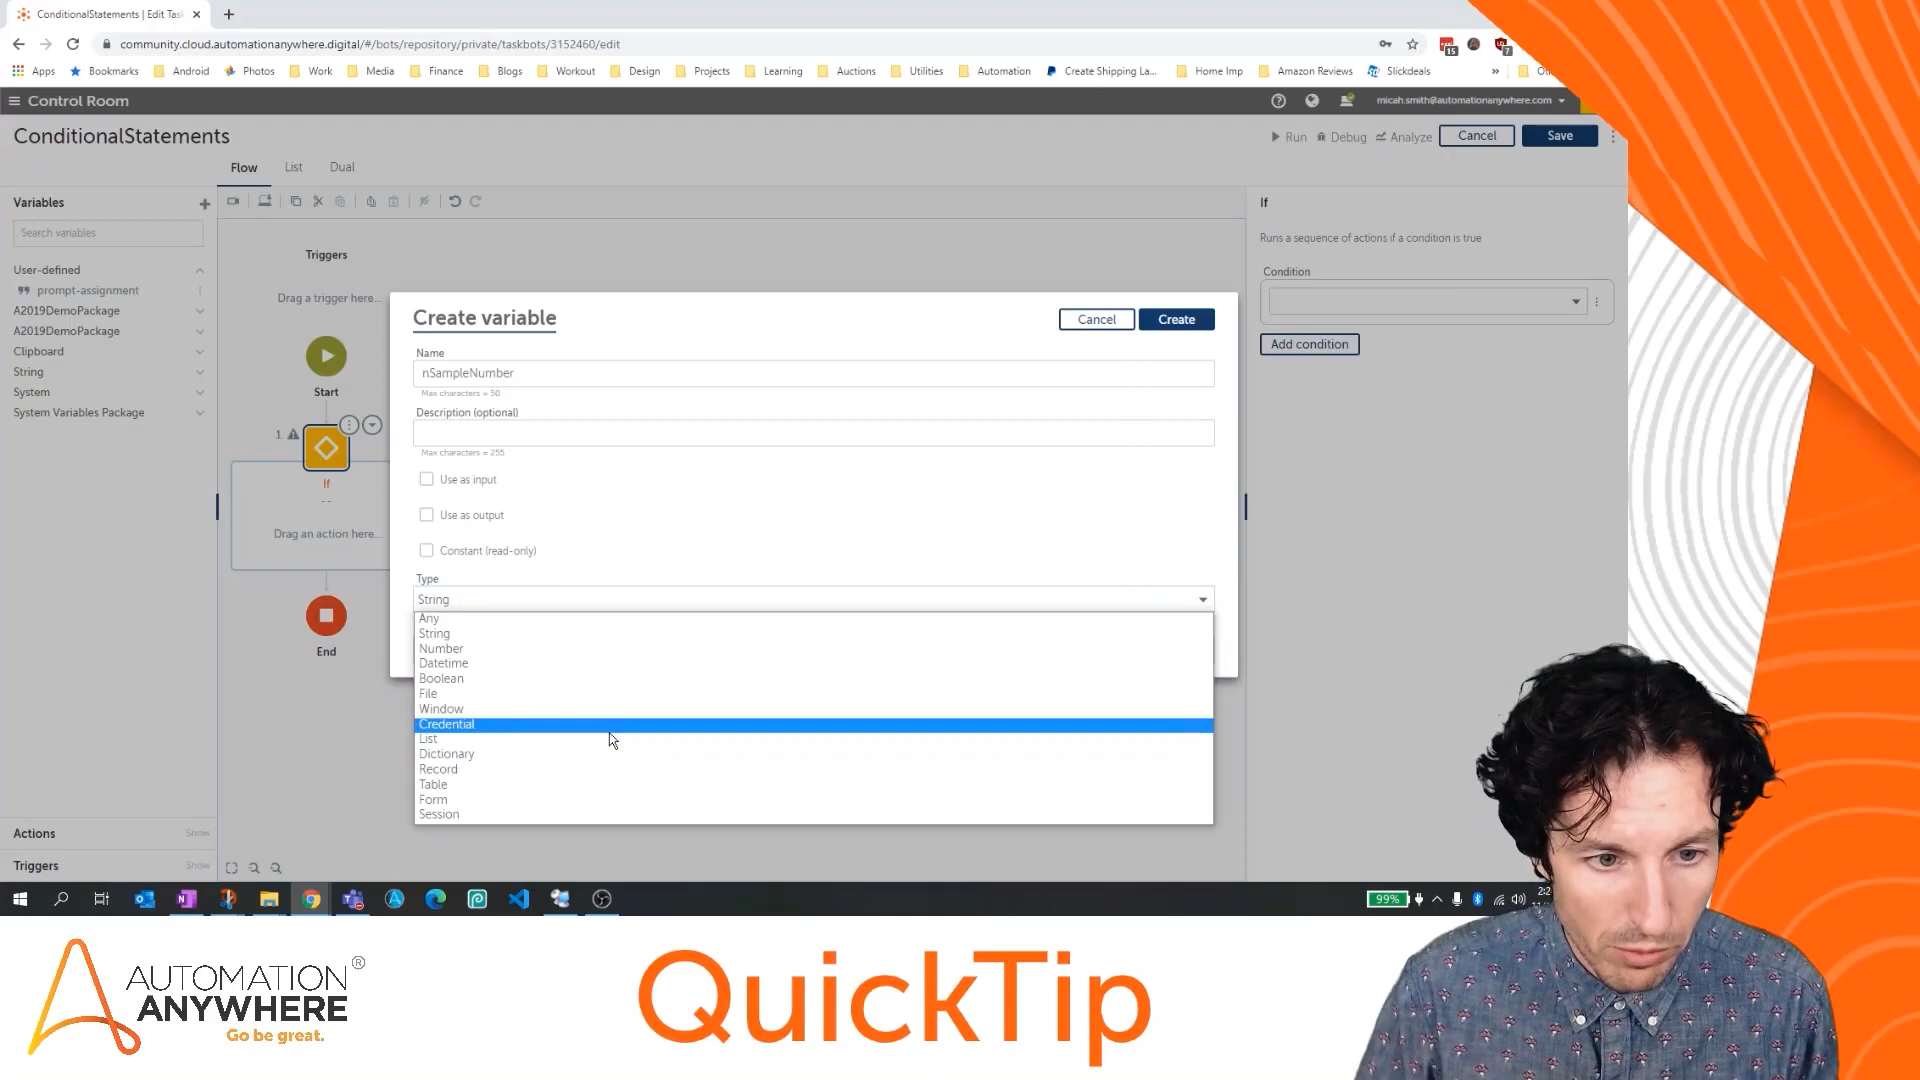 ConditionalStatements | Edit Tas
community.cloud.automationanywhere.digital/#/bots/repository/private/taskbots/3152460/edit
15
7
Apps
Bookmarks
Android
Photos
Work
Media
Finance
Blogs
Workout
Design
Projects
Learning
Auctions
Utilities
Automation
Create Shipping La...
Home Imp
Amazon Reviews
Slickdeals
»
Control Room
micah.smith@automationanywhere.com
ConditionalStatements
Run
Debug
Analyze
Cancel
Save
Flow
List
Dual
Variables
Search variables
User-defined
prompt-assignment
A2019DemoPackage
A2019DemoPackage
Clipboard
String
System
System Variables Package
Actions
Show
Triggers
Show
Triggers
Drag a trigger here...
Start
1
If
--
Drag an action here...
End
Create variable
Cancel
Create
Name
nSampleNumber
Max characters = 50
Description (optional)
Max characters = 255
Use as input
Use as output
Constant (read-only)
Type
String
Any
String
Number
Datetime
Boolean
File
Window
Credential
List
Dictionary
Record
Table
Form
Session
If
Runs a sequence of actions if a condition is true
Condition
Add condition
99%
AUTOMATION ®
ANYWHERE
Go be great.
QuickTip